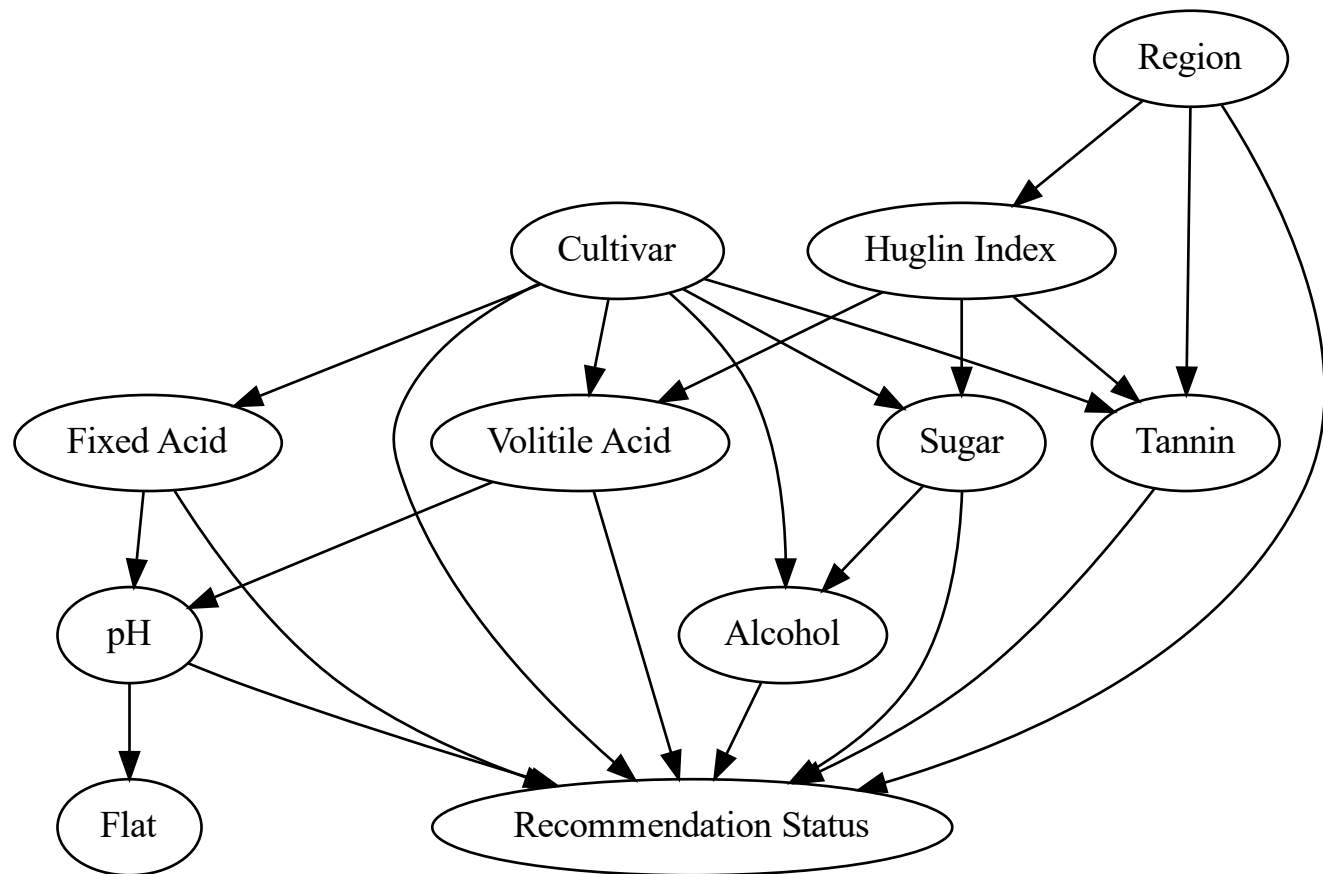 Region
Cultivar
Huglin Index
Fixed Acid
Volitile Acid
Sugar
Tannin
pH
Alcohol
Flat
Recommendation Status